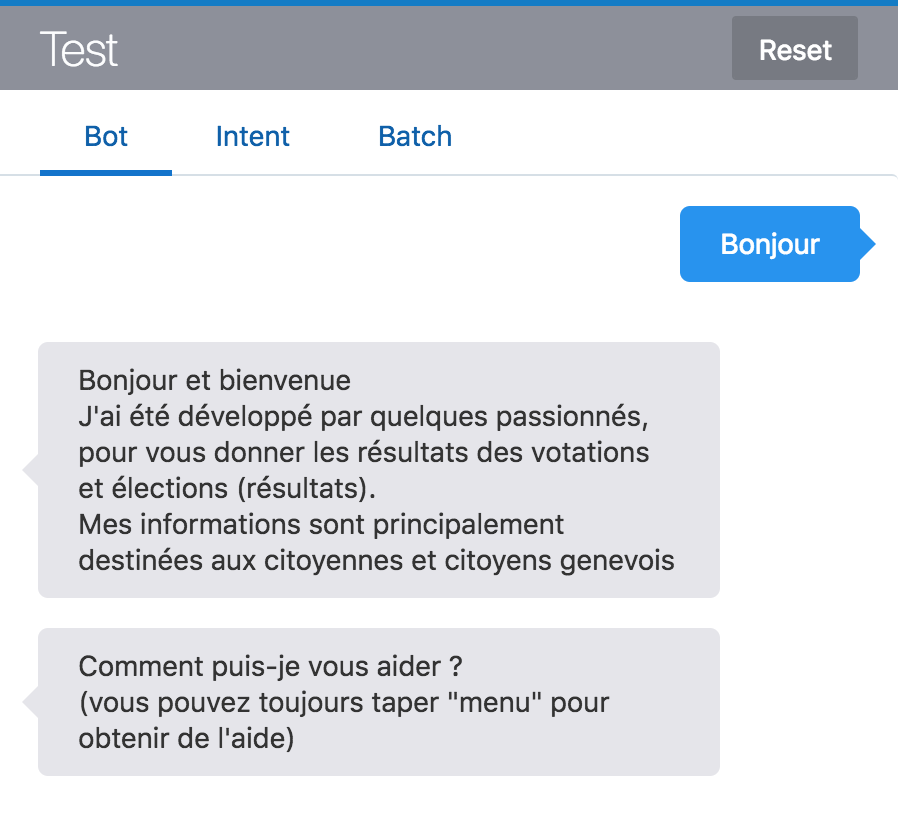 Test
Reset
Bot
Intent
Batch
Bonjour
Bonjour et bienvenue
J'ai été développé par quelques passionnés,
pour vous donner les résultats des votations
et élections (résultats).
Mes informations sont principalement
destinées aux citoyennes et citoyens genevois
Comment puis-je vous aider ?
(vous pouvez toujours taper "menu" pour
obtenir de l'aide)